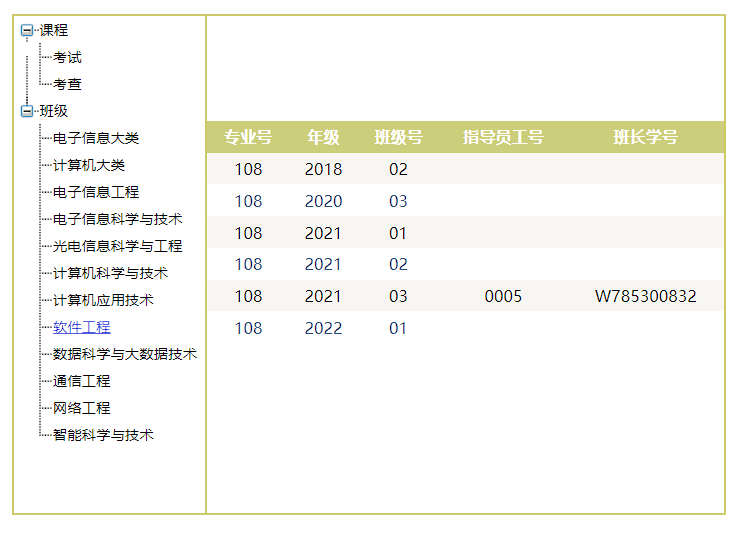 课程
考试
考查
班级
电子信息大类
计算机大类
电子信息工程
电子信息科学与技术
光电信息科学与工程
计算机科学与技术
计算机应用技术
软件工程
数据科学与大数据技术
通信工程
网络工程
智能科学与技术
专业号 年级 班级号 指导员工号 班长学号
108 2018 02
108 2020 03
108 2021 01
108 2021 02
108 2021 03 0005 W785300832
108 2022 01